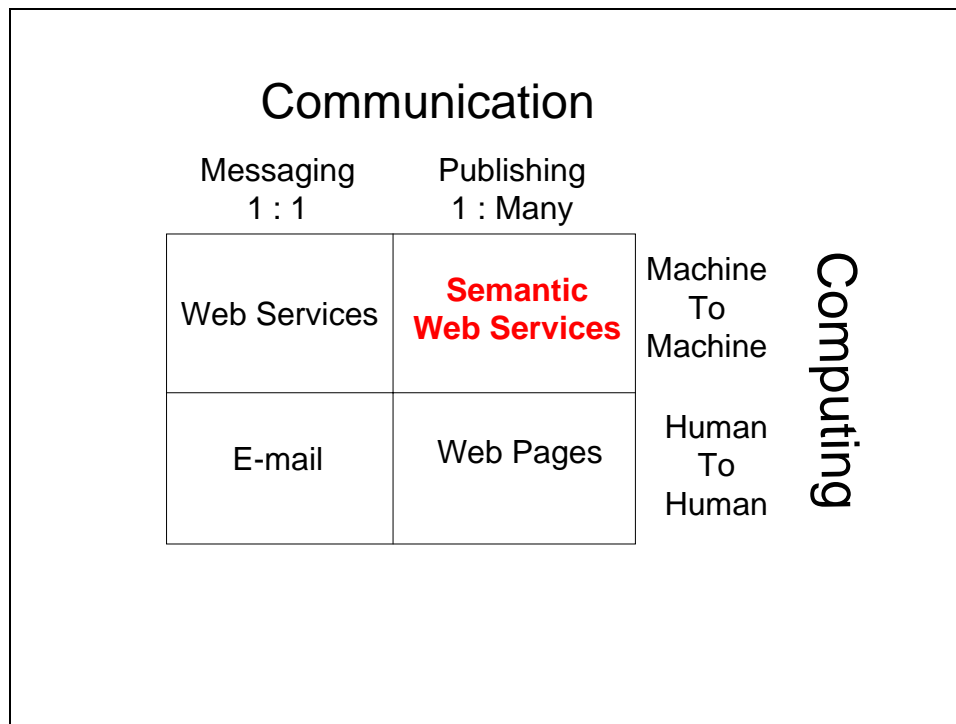 Communication
Messaging
1 : 1
Publishing
1 : Many
Web Services
Semantic
Web Services
Machine
To
Machine
E-mail
Web Pages
Human
To
Human
Computing